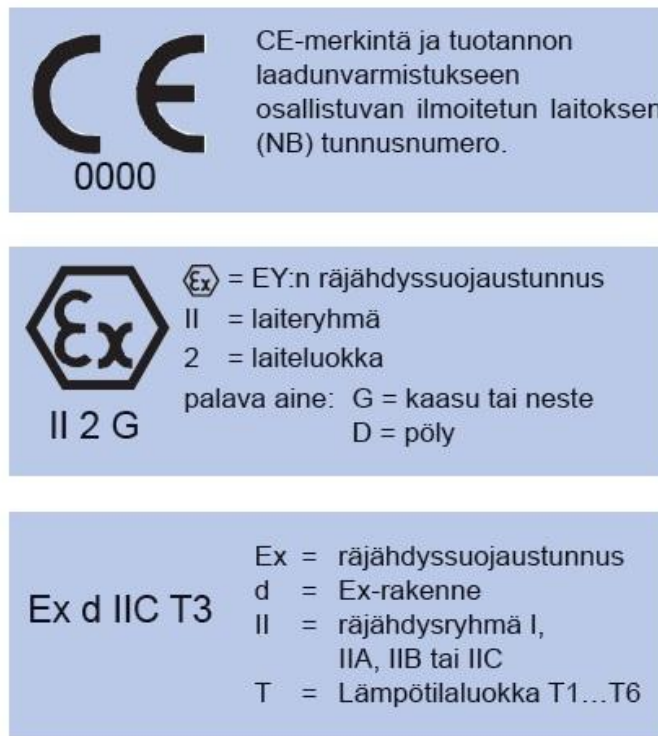 CE
0000
CE-merkintä ja tuotannon
laadunvarmistukseen
osallistuvan ilmoitetun laitoksen
(NB) tunnusnumero.
Ex
II 2 G
Ex = EY:n räjähdyssuojaustunnus
II = laiteryhmä
2 = laiteluokka
palava aine: G = kaasu tai neste
D = pöly
Ex d IIC T3
Ex = räjähdyssuojaustunnus
d = Ex-rakenne
II = räjähdysryhmä I,
IIA, IIB tai IIC
T = Lämpötilaluokka T1...T6